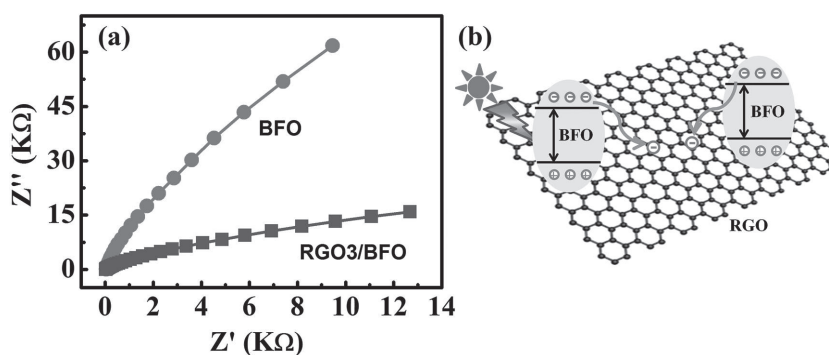 (a)
60
45
30
15
0
Z'' (KΩ)
BFO
RGO3/BFO
0 2 4 6 8 10 12 14
Z' (KΩ)
(b)
BFO
BFO
RGO